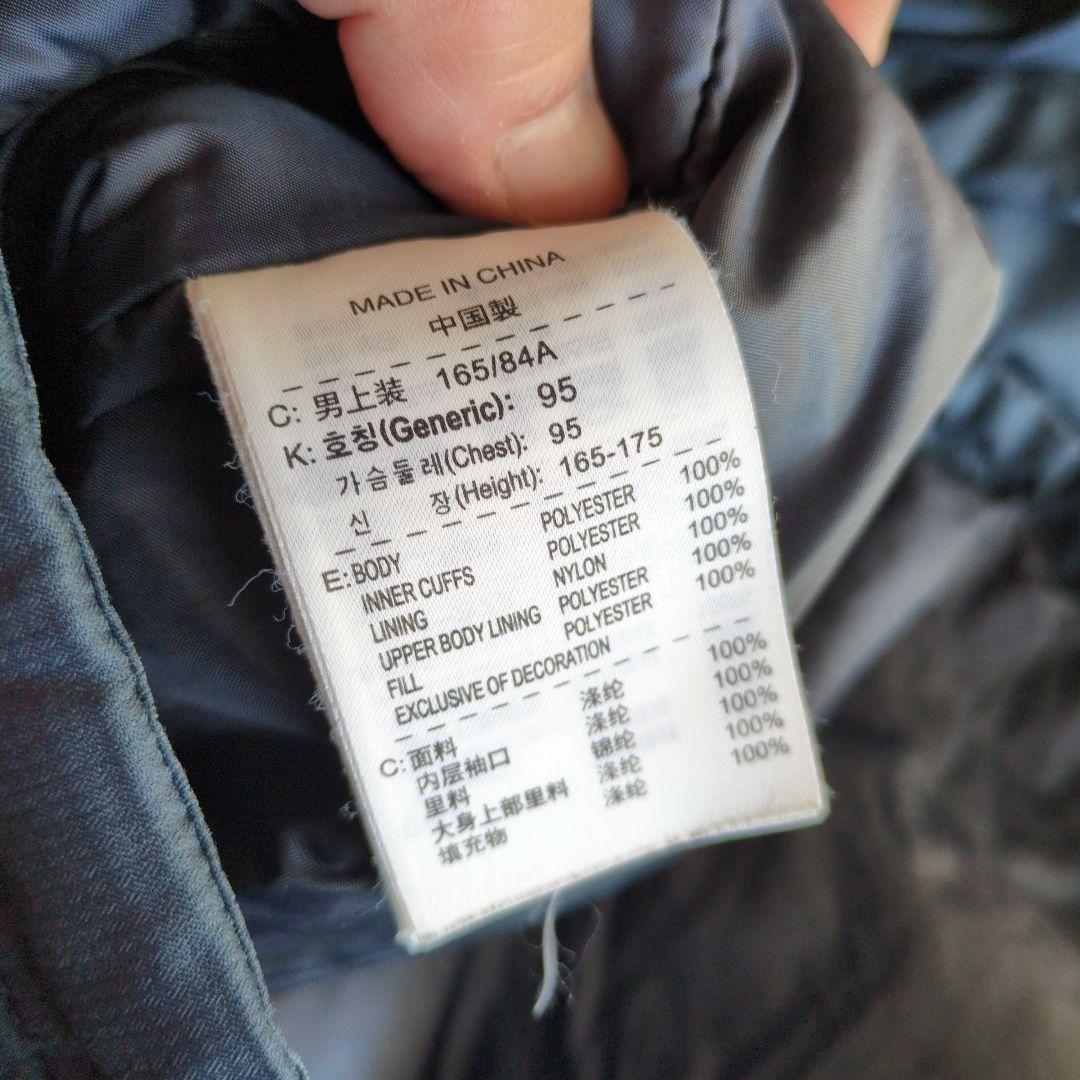 MADE IN CHINA
中国製
C: 男上装 165/84A
K: 호칭(Generic): 95
가슴둘레(Chest): 95
신 장(Height): 165-175
E: BODY POLYESTER 100%
INNER CUFFS POLYESTER 100%
LINING NYLON 100%
UPPER BODY LINING POLYESTER 100%
FILL POLYESTER 100%
EXCLUSIVE OF DECORATION
C: 面料 涤纶 100%
内层袖口 涤纶 100%
里料 锦纶 100%
大身上部里料 涤纶 100%
填充物 涤纶 100%